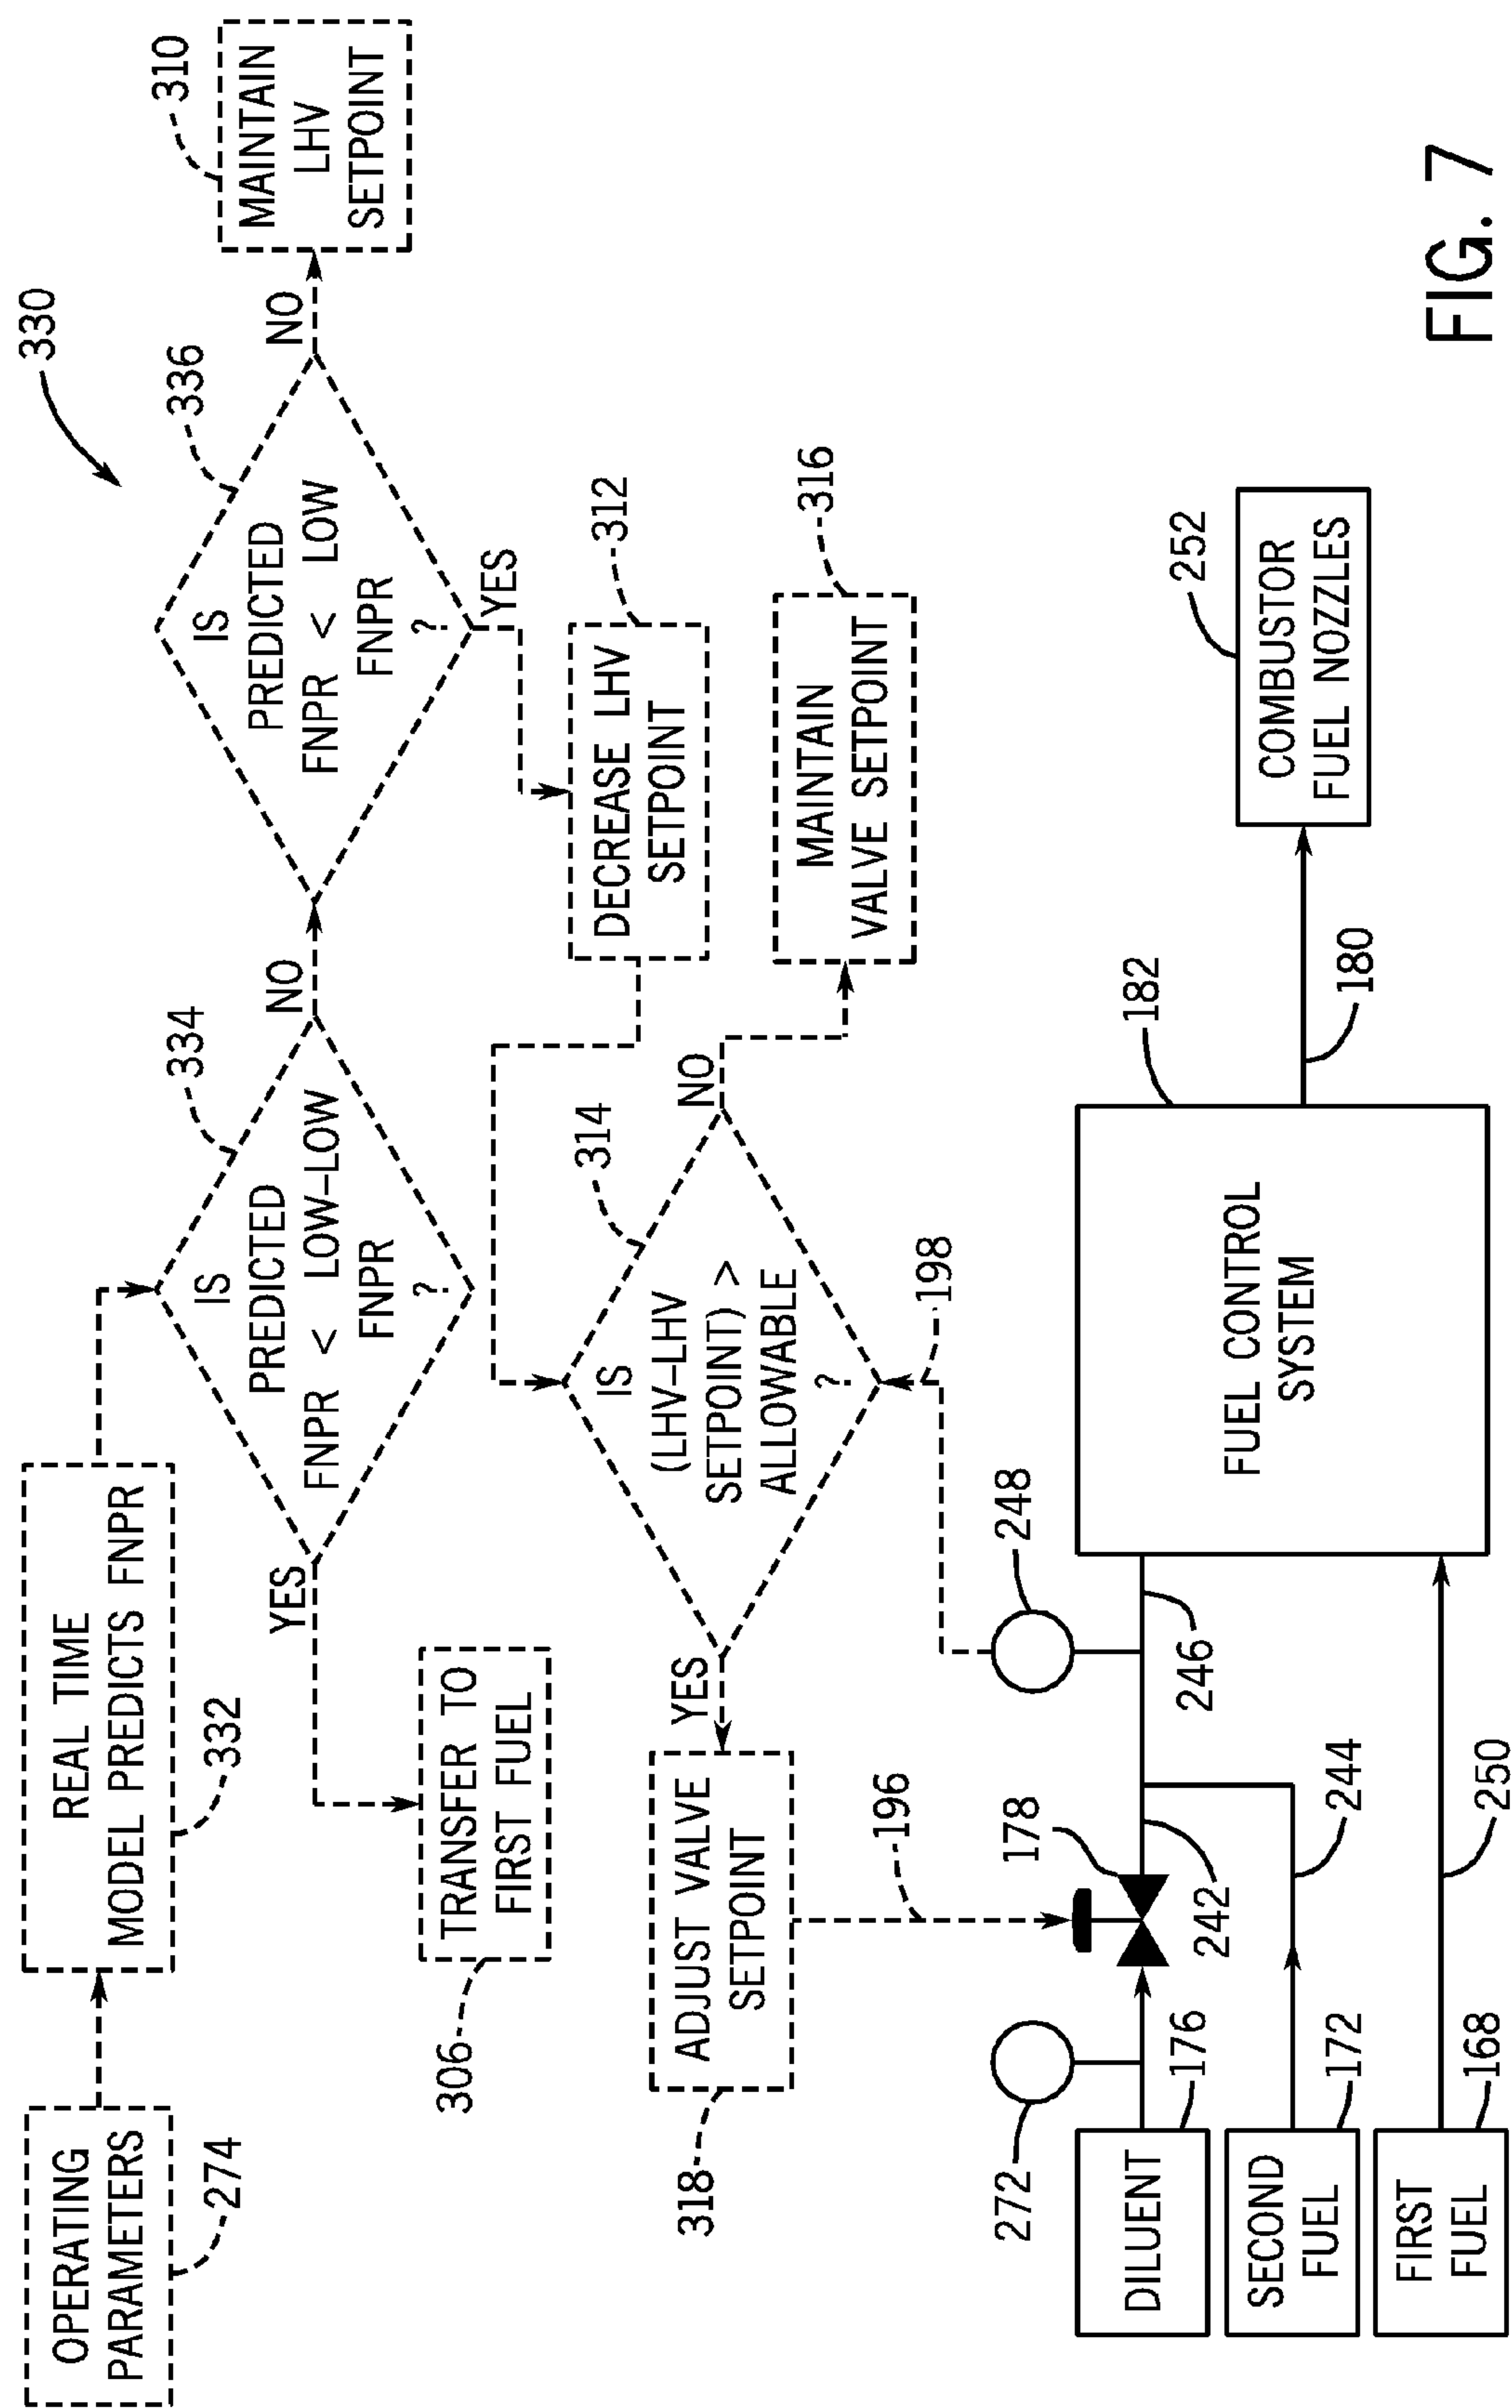 330
OPERATING
PARAMETERS
274
REAL TIME
MODEL PREDICTS FNPR
332
IS
PREDICTED
FNPR < LOW-LOW
FNPR
?
334
YES
NO
IS
PREDICTED
FNPR < LOW
FNPR
?
336
NO
YES
MAINTAIN
LHV
SETPOINT
310
TRANSFER TO
FIRST FUEL
306
DECREASE LHV
SETPOINT
312
IS
(LHV-LHV
SETPOINT) >
ALLOWABLE
?
314
YES
NO
MAINTAIN
VALVE SETPOINT
316
ADJUST VALVE
SETPOINT
318
196
198
272
178
248
DILUENT
176
242
246
SECOND
FUEL
172
244
FIRST
FUEL
168
250
FUEL CONTROL
SYSTEM
182
180
COMBUSTOR
FUEL NOZZLES
252
FIG. 7